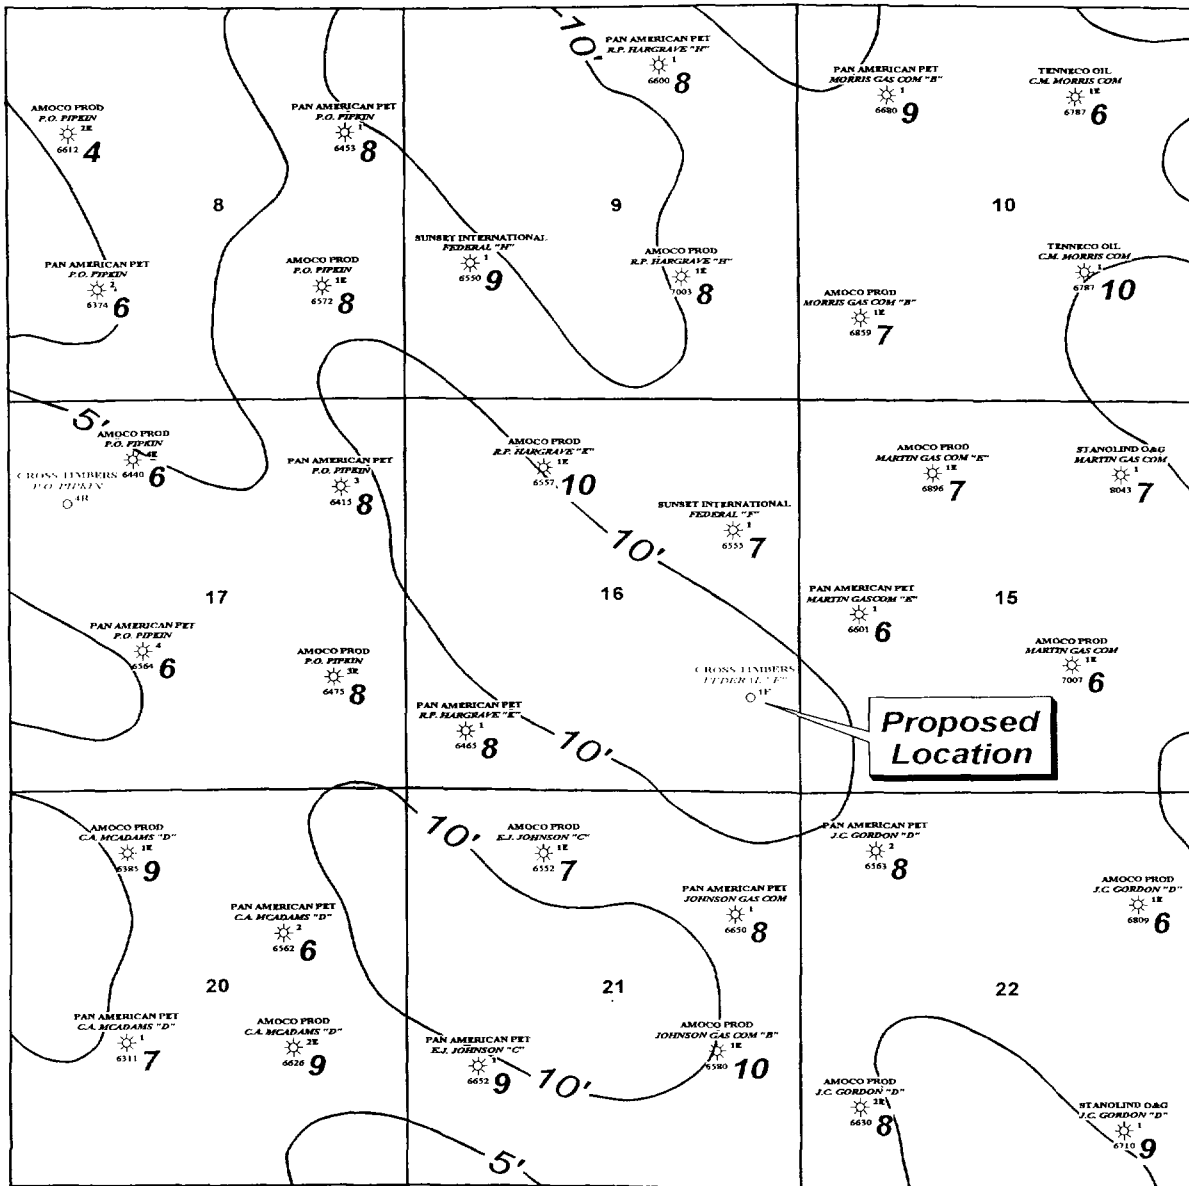 10'
PAN AMERICAN PET
R.P. HARGRAVE "H"
1
6600
8
PAN AMERICAN PET
MORRIS GAS COM "B"
1
6680
9
TENNECO OIL
C.M. MORRIS COM
1E
6787
6
AMOCO PROD
P.O. PIPKIN
2E
6612
4
PAN AMERICAN PET
P.O. PIPKIN
1
6453
8
8
9
10
PAN AMERICAN PET
P.O. PIPKIN
2
6374
6
AMOCO PROD
P.O. PIPKIN
1E
6572
8
SUNSET INTERNATIONAL
FEDERAL "H"
1
6550
9
AMOCO PROD
R.P. HARGRAVE "H"
1E
7003
8
AMOCO PROD
MORRIS GAS COM "B"
1E
6859
7
TENNECO OIL
C.M. MORRIS COM
1
6787
10
5'
AMOCO PROD
P.O. PIPKIN
4E
6440
6
CROSS TIMBERS
P.O. PIPKIN
4R
PAN AMERICAN PET
P.O. PIPKIN
3
6415
8
AMOCO PROD
R.P. HARGRAVE "K"
1E
6557
10
10'
SUNSET INTERNATIONAL
FEDERAL "F"
1
6553
7
AMOCO PROD
MARTIN GAS COM "E"
1E
6896
7
STANOLIND O&G
MARTIN GAS COM
1
8043
7
17
16
15
PAN AMERICAN PET
P.O. PIPKIN
4
6564
6
AMOCO PROD
P.O. PIPKIN
3E
6475
8
PAN AMERICAN PET
R.P. HARGRAVE "K"
1
6465
8
10'
CROSS TIMBERS
FEDERAL "F"
1F
PAN AMERICAN PET
MARTIN GASCOM "E"
1
6601
6
AMOCO PROD
MARTIN GAS COM
1E
7007
6
Proposed
Location
AMOCO PROD
C.A. MCADAMS "D"
1E
6385
9
PAN AMERICAN PET
C.A. MCADAMS "D"
2
6562
6
10'
AMOCO PROD
E.J. JOHNSON "C"
1E
6552
7
PAN AMERICAN PET
JOHNSON GAS COM
1
6650
8
PAN AMERICAN PET
J.C. GORDON "D"
2
6563
8
AMOCO PROD
J.C. GORDON "D"
1E
6809
6
20
21
22
PAN AMERICAN PET
C.A. MCADAMS "D"
1
6311
7
AMOCO PROD
C.A. MCADAMS "D"
2E
6626
9
PAN AMERICAN PET
E.J. JOHNSON "C"
1
6652
9
10'
AMOCO PROD
JOHNSON GAS COM "B"
1E
6580
10
AMOCO PROD
J.C. GORDON "D"
2E
6630
8
STANOLIND O&G
J.C. GORDON "D"
1
6710
9
5'